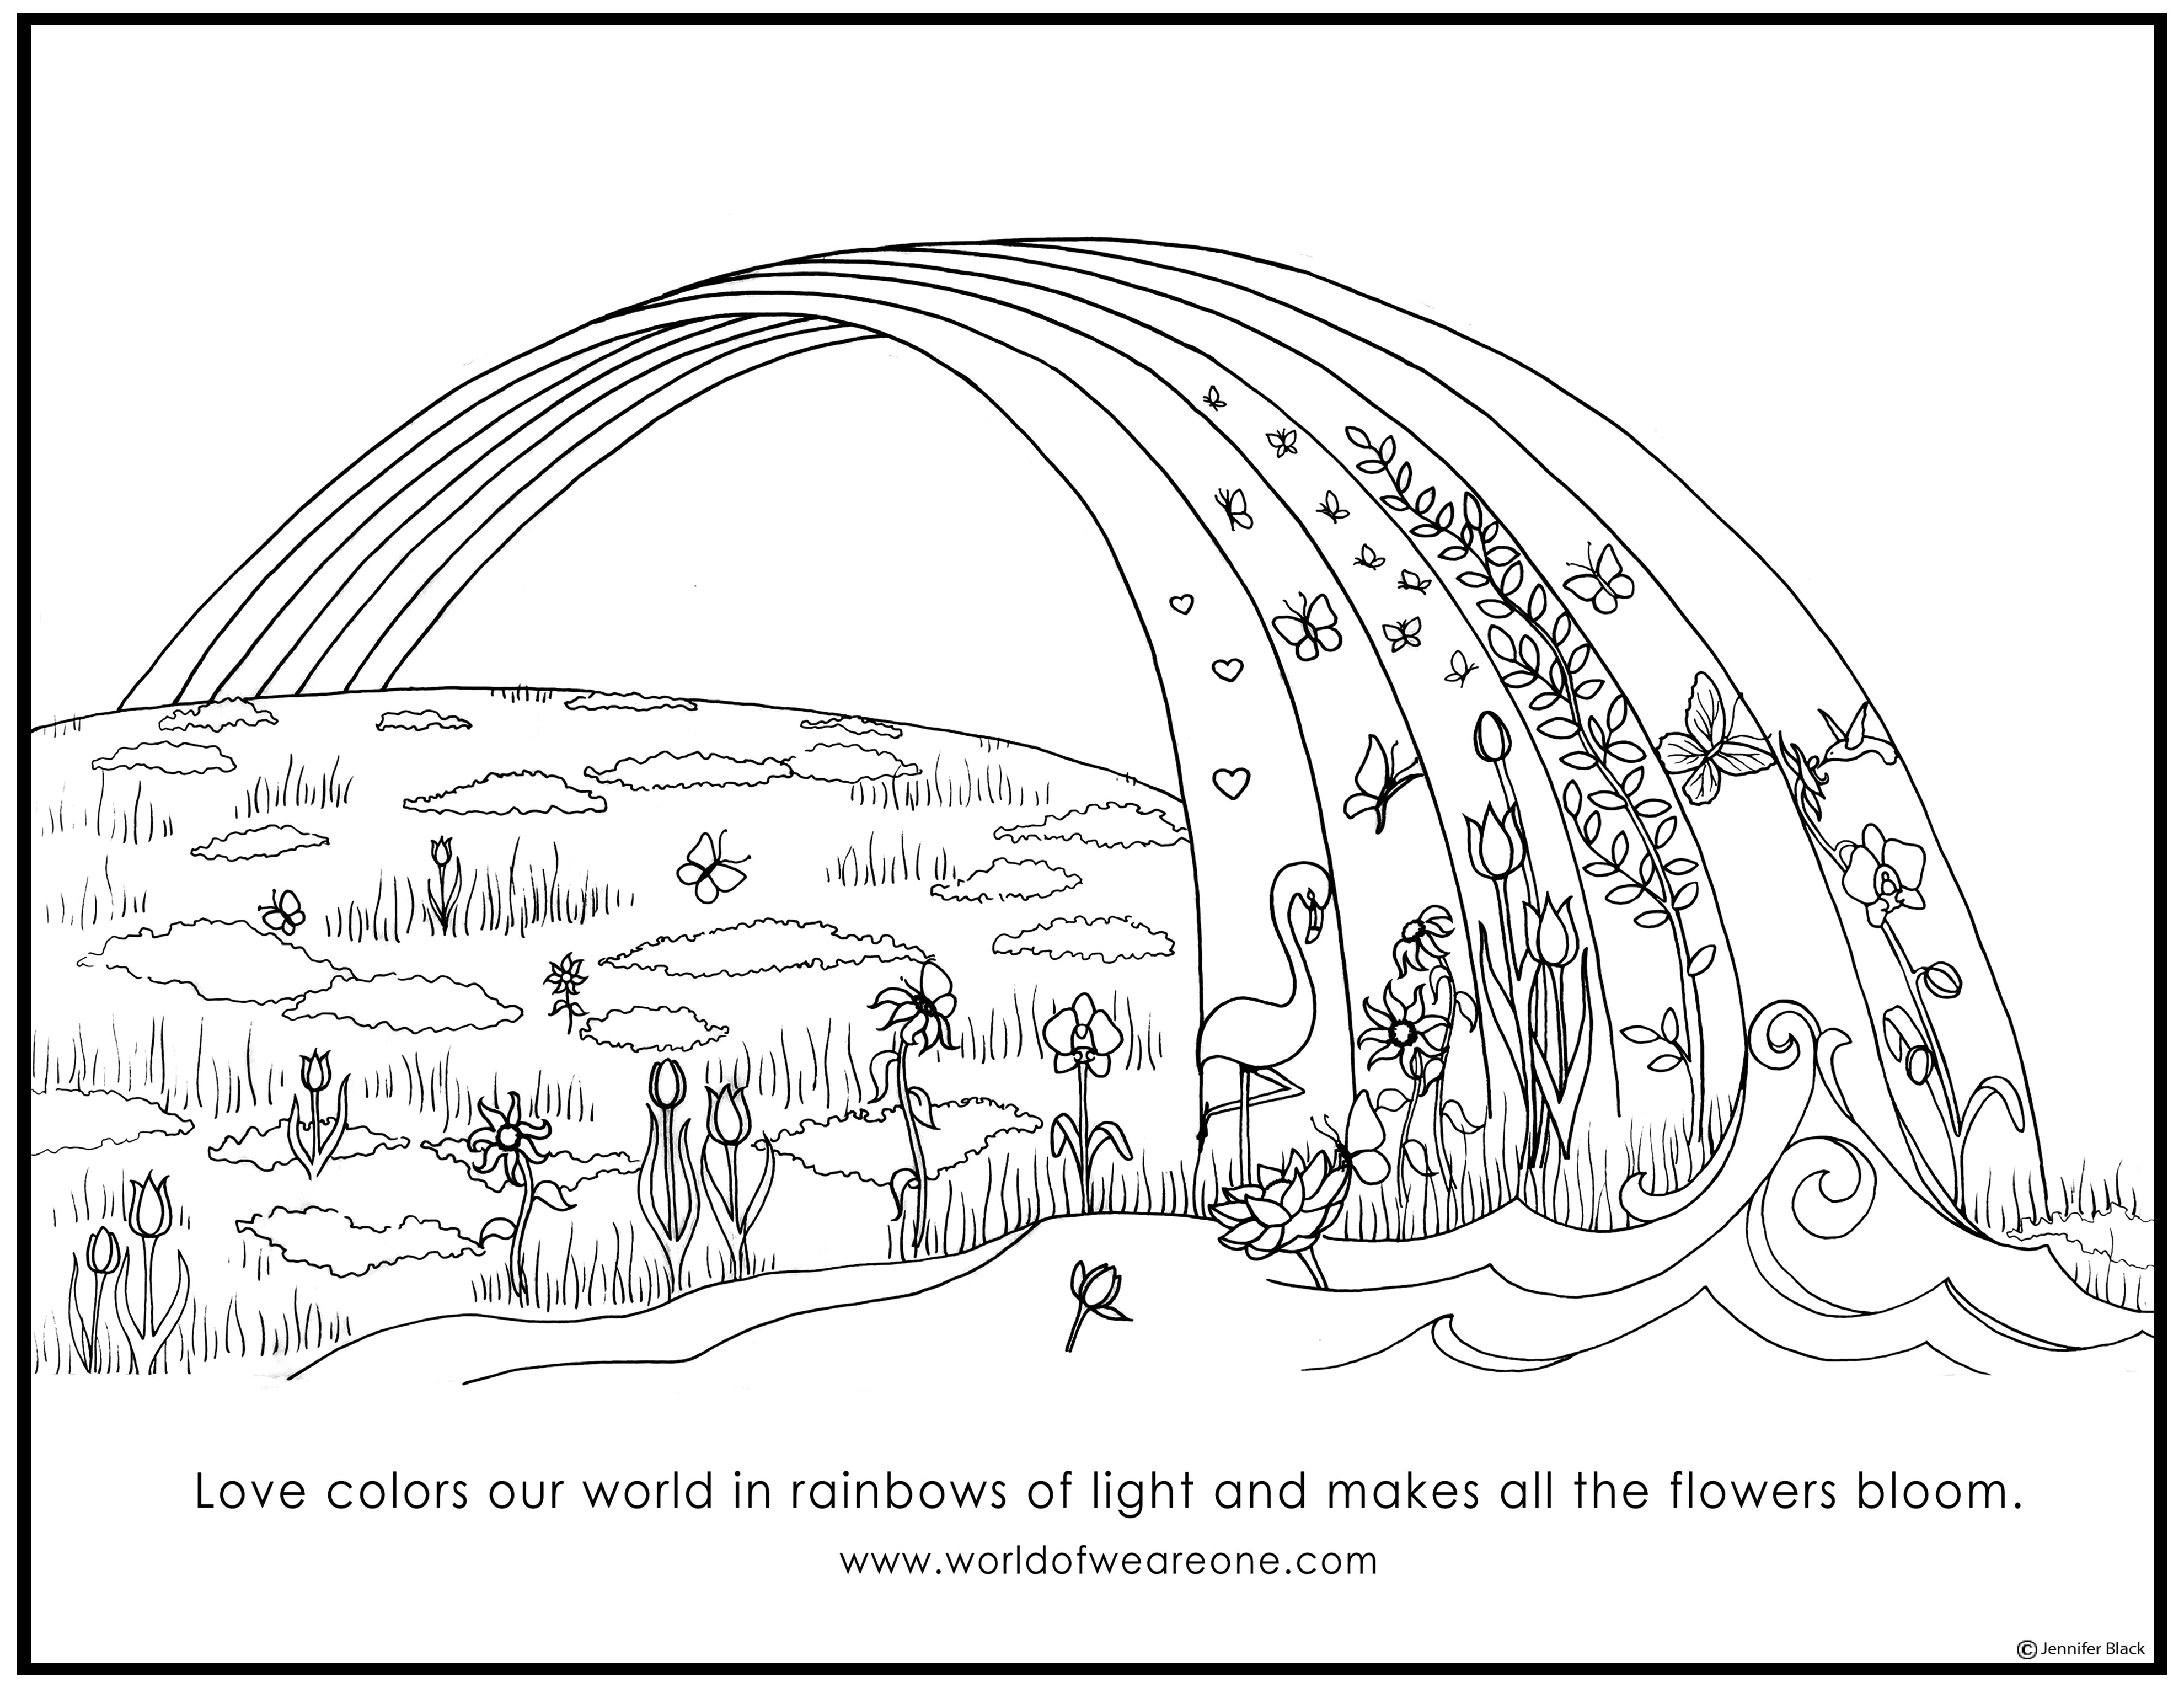 Love colors our world in rainbows of light and makes all the flowers bloom.
www.worldofweareone.com
© Jennifer Black